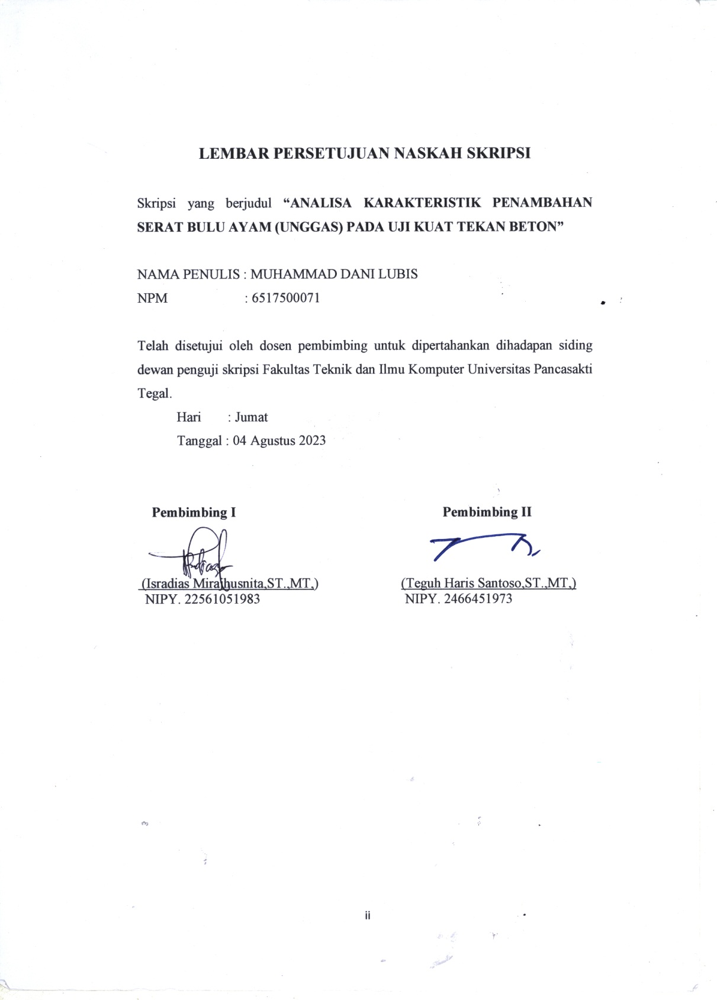 LEMBAR PERSETUJUAN NASKAH SKRIPSI
Skripsi yang berjudul “ANALISA KARAKTERISTIK PENAMBAHAN
SERAT BULU AYAM (UNGGAS) PADA UJI KUAT TEKAN BETON”
NAMA PENULIS : MUHAMMAD DANI LUBIS
NPM : 6517500071
Telah disetujui oleh dosen pembimbing untuk dipertahankan dihadapan siding
dewan penguji skripsi Fakultas Teknik dan Ilmu Komputer Universitas Pancasakti
Tegal.
Hari : Jumat
Tanggal : 04 Agustus 2023
Pembimbing I Pembimbing II
(Isradias Mirajhusnita,ST.,MT,) (Teguh Haris Santoso,ST.,MT,)
NIPY. 22561051983 NIPY. 2466451973
ii